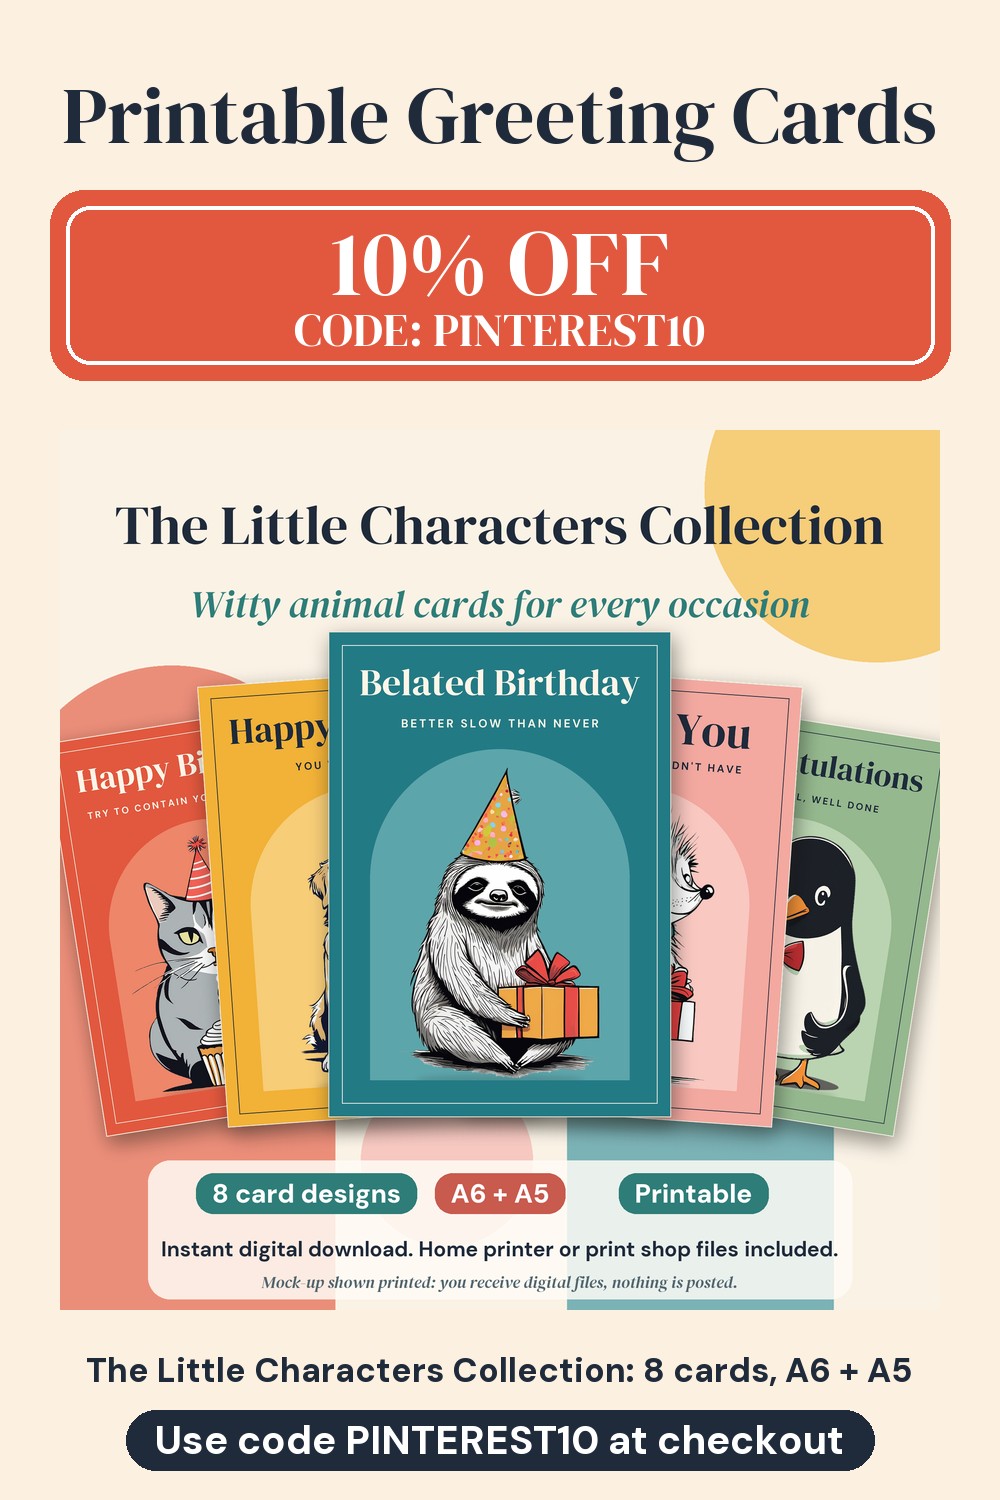 Printable Greeting Cards
10% OFF
CODE: PINTEREST10
The Little Characters Collection
Witty animal cards for every occasion
Happy Bi
TRY TO CONTAIN YO
Happy
YOU
Belated Birthday
BETTER SLOW THAN NEVER
You
DN'T HAVE
tulations
L, WELL DONE
8 card designs
A6 + A5
Printable
Instant digital download. Home printer or print shop files included.
Mock-up shown printed: you receive digital files, nothing is posted.
The Little Characters Collection: 8 cards, A6 + A5
Use code PINTEREST10 at checkout